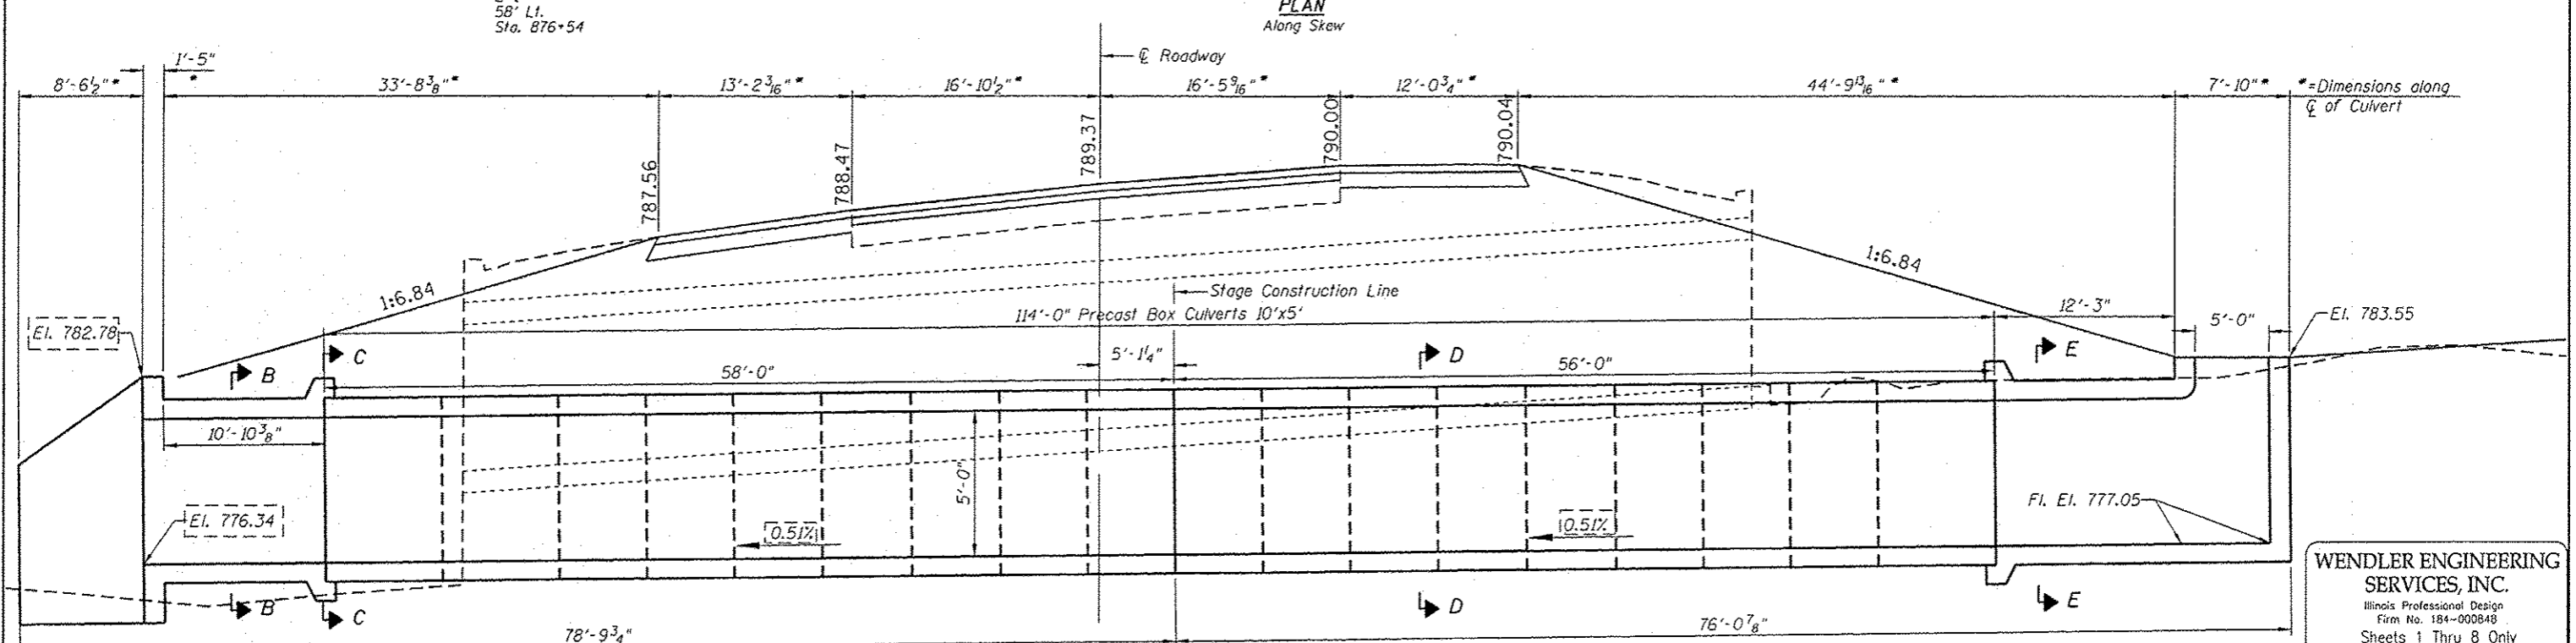 58' Lt.
Sta. 876+54
PLAN
Along Skew
℄ Roadway
1'-5"
*
8'-6½"*
33'-8⅜"*
13'-2 3/16"*
16'-10½"*
16'-5 9/16"*
12'-0¾"*
44'-9 13/16"*
7'-10"*
*=Dimensions along
℄ of Culvert
787.56
788.47
789.37
790.00
790.04
1:6.84
1:6.84
Stage Construction Line
114'-0" Precast Box Culverts 10'x5'
12'-3"
5'-0"
El. 782.78
El. 783.55
B
C
D
E
5'-1¼"
58'-0"
56'-0"
10'-10⅜"
5'-0"
El. 776.34
0.51%
0.51%
Fl. El. 777.05
B
C
D
E
78'-9¾"
76'-0⅞"
WENDLER ENGINEERING
SERVICES, INC.
Illinois Professional Design
Firm No. 184-000848
Sheets 1 Thru 8 Only